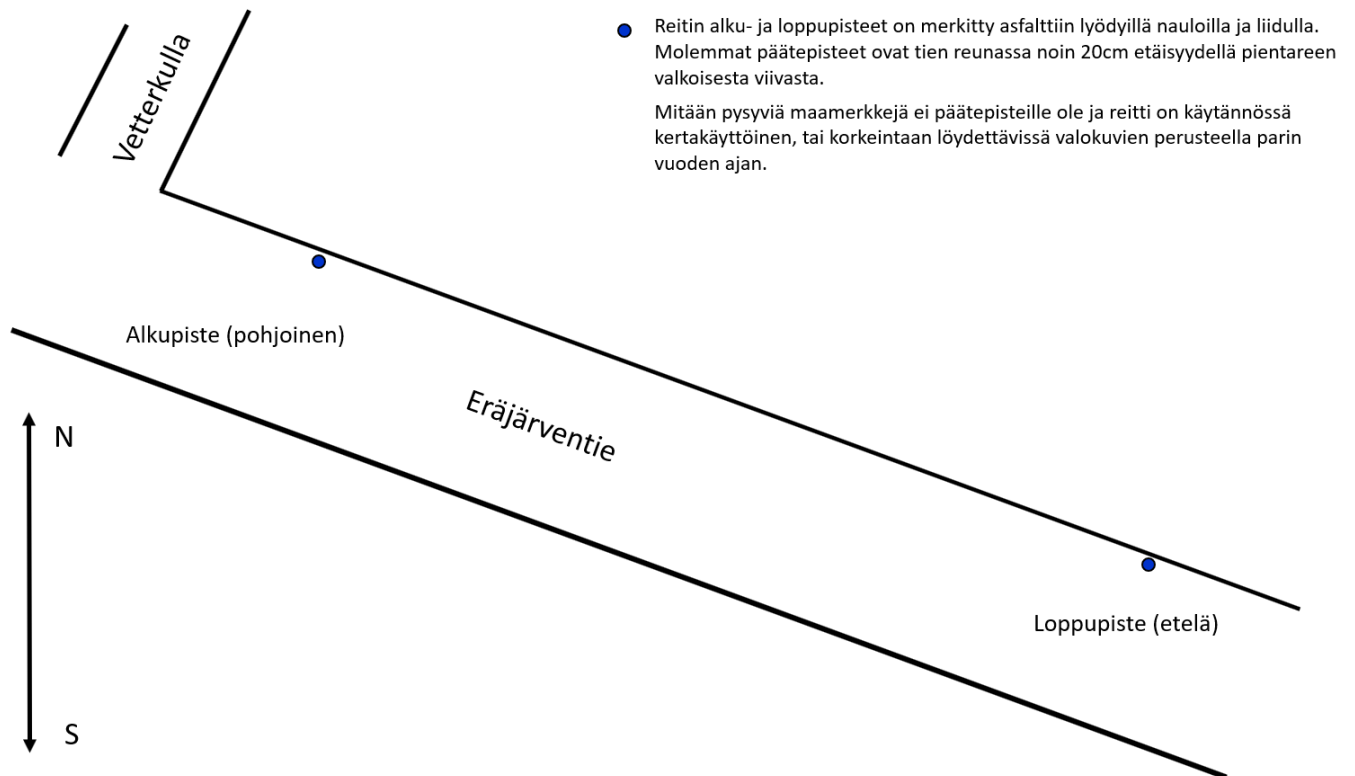 Reitin alku- ja loppupisteet on merkitty asfalttiin lyödyillä nauloilla ja liidulla.
Molemmat päätepisteet ovat tien reunassa noin 20cm etäisyydellä pientareen
valkoisesta viivasta.
Mitään pysyviä maamerkkejä ei päätepisteille ole ja reitti on käytännössä
kertakäyttöinen, tai korkeintaan löydettävissä valokuvien perusteella parin
vuoden ajan.
Vetterkulla
Alkupiste (pohjoinen)
Eräjärventie
N
Loppupiste (etelä)
S